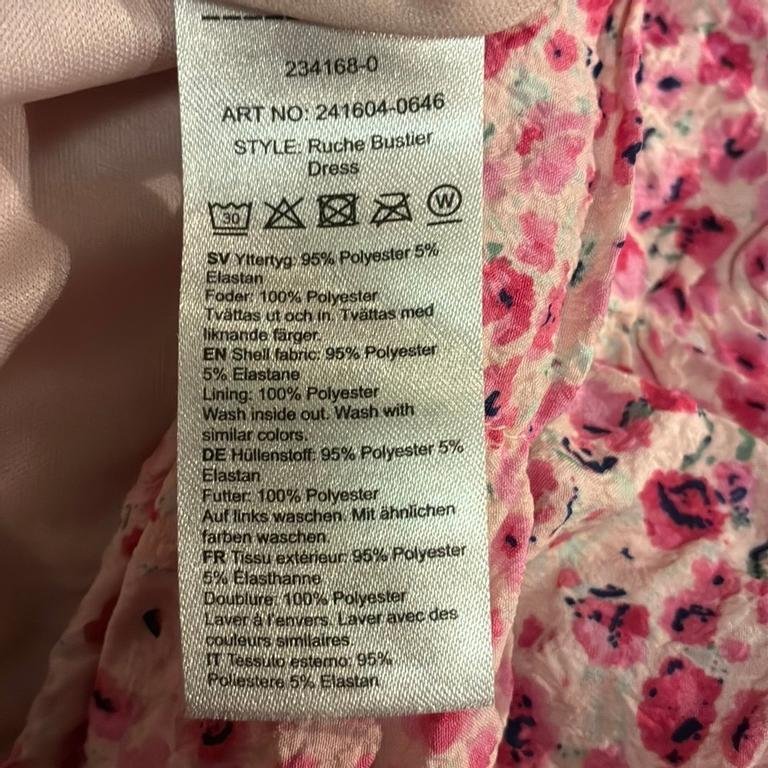 234168-0
ART NO: 241604-0646
STYLE: Ruche Bustier
Dress
30 W
SV Yttertyg: 95% Polyester 5%
Elastan
Foder: 100% Polyester
Tvättas ut och in. Tvättas med
liknande färger.
EN Shell fabric: 95% Polyester
5% Elastane
Lining: 100% Polyester
Wash inside out. Wash with
similar colors.
DE Hüllenstoff: 95% Polyester 5%
Elastan
Futter: 100% Polyester
Auf links waschen. Mit ähnlichen
farben waschen.
FR Tissu extérieur: 95% Polyester
5% Elasthanne
Doublure: 100% Polyester
Laver à l'envers. Laver avec des
couleurs similaires.
IT Tessuto esterno: 95%
Poliestere 5% Elastan